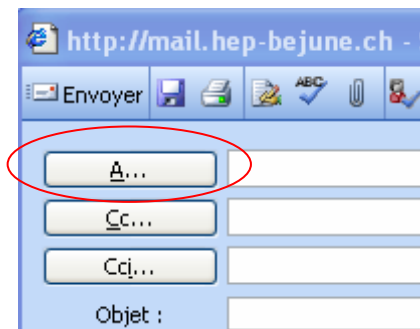 http://mail.hep-bejune.ch -
Envoyer ABC
A...
Cc...
Cci...
Objet :